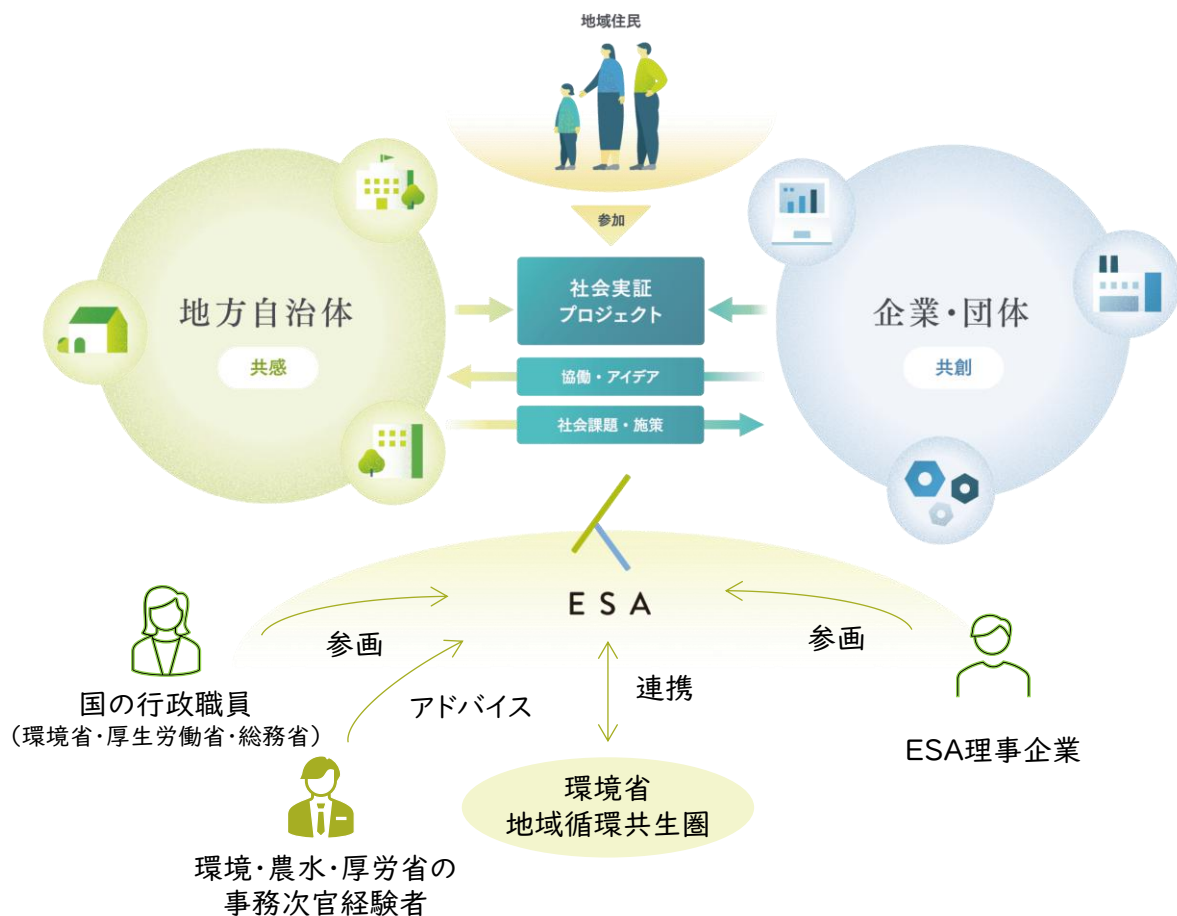 地域住民
参加
社会実証
プロジェクト
地方自治体
共感
企業・団体
共創
協働・アイデア
社会課題・施策
ESA
参画
参画
国の行政職員
（環境省・厚生労働省・総務省）
アドバイス
連携
ESA理事企業
環境省
地域循環共生圏
環境・農水・厚労省の
事務次官経験者